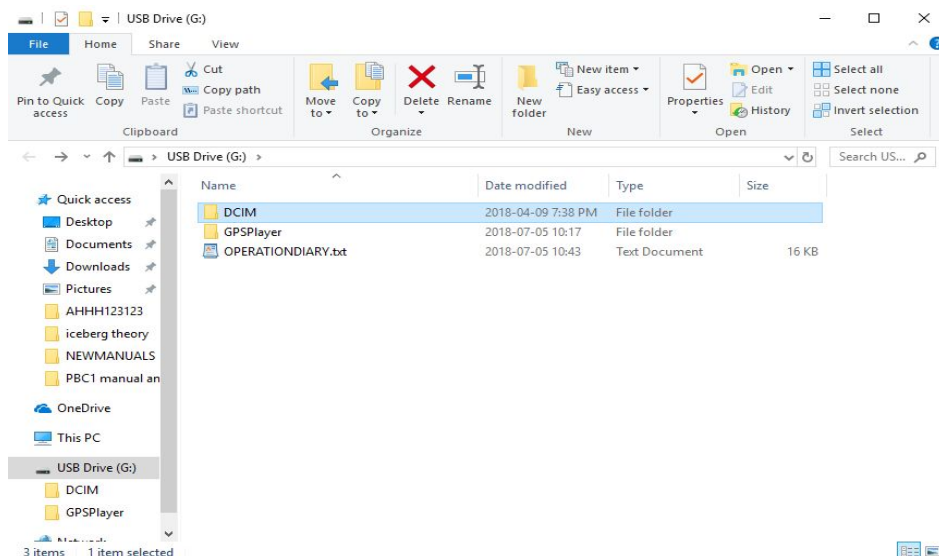 USB Drive (G:)
File Home Share View
Pin to Quick access
Copy
Paste
Cut
Copy path
Paste shortcut
Clipboard
Move to
Copy to
Delete
Rename
Organize
New folder
New item
Easy access
New
Properties
Open
Edit
History
Open
Select all
Select none
Invert selection
Select
USB Drive (G:)
Search US...
Name Date modified Type Size
DCIM 2018-04-09 7:38 PM File folder
GPSPlayer 2018-07-05 10:17 File folder
OPERATIONDIARY.txt 2018-07-05 10:43 Text Document 16 KB
Quick access
Desktop
Documents
Downloads
Pictures
AHHH123123
iceberg theory
NEWMANUALS
PBC1 manual an
OneDrive
This PC
USB Drive (G:)
DCIM
GPSPlayer
3 items 1 item selected